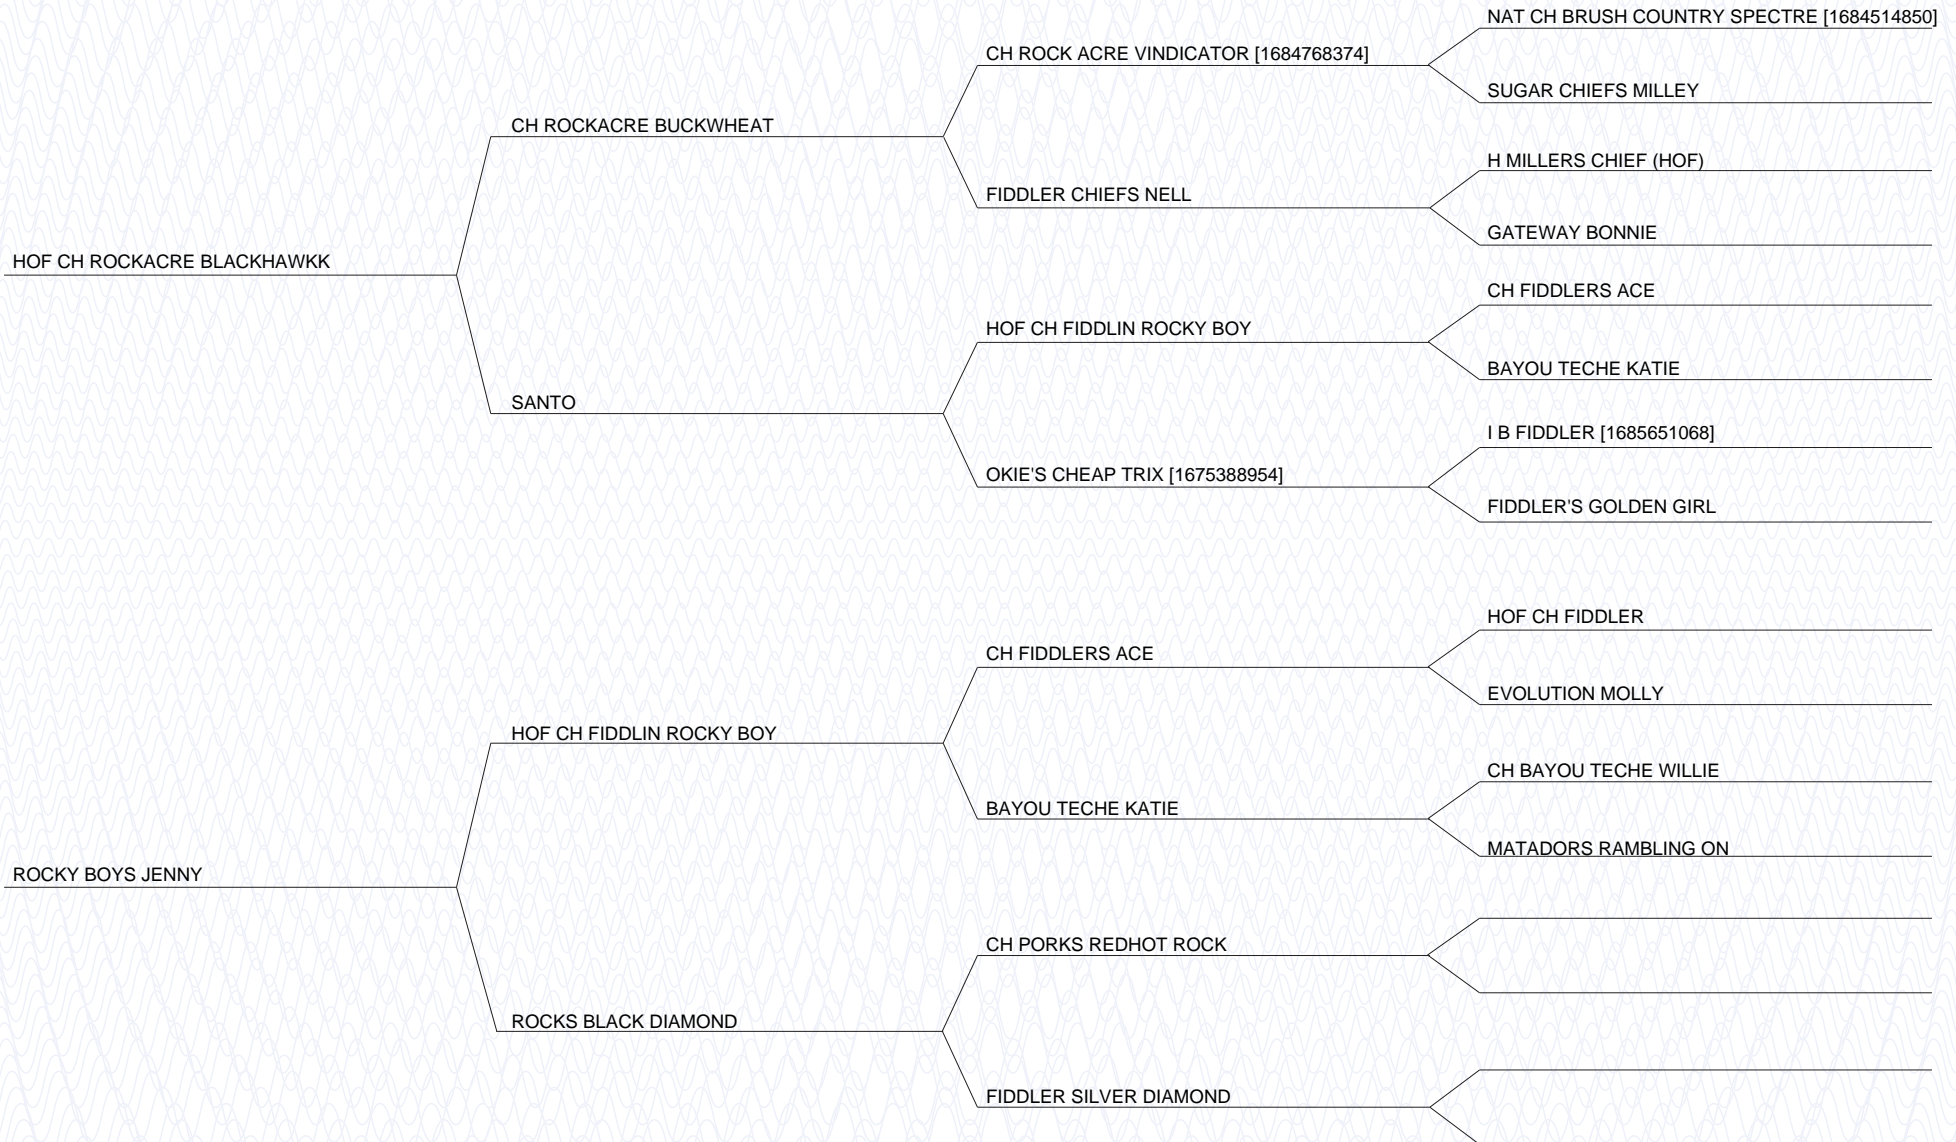 NAT CH BRUSH COUNTRY SPECTRE [1684514850]
CH ROCK ACRE VINDICATOR [1684768374]
SUGAR CHIEFS MILLEY
CH ROCKACRE BUCKWHEAT
H MILLERS CHIEF (HOF)
FIDDLER CHIEFS NELL
GATEWAY BONNIE
HOF CH ROCKACRE BLACKHAWKK
CH FIDDLERS ACE
HOF CH FIDDLIN ROCKY BOY
BAYOU TECHE KATIE
SANTO
I B FIDDLER [1685651068]
OKIE'S CHEAP TRIX [1675388954]
FIDDLER'S GOLDEN GIRL
HOF CH FIDDLER
CH FIDDLERS ACE
EVOLUTION MOLLY
HOF CH FIDDLIN ROCKY BOY
CH BAYOU TECHE WILLIE
BAYOU TECHE KATIE
MATADORS RAMBLING ON
ROCKY BOYS JENNY
CH PORKS REDHOT ROCK
ROCKS BLACK DIAMOND
FIDDLER SILVER DIAMOND